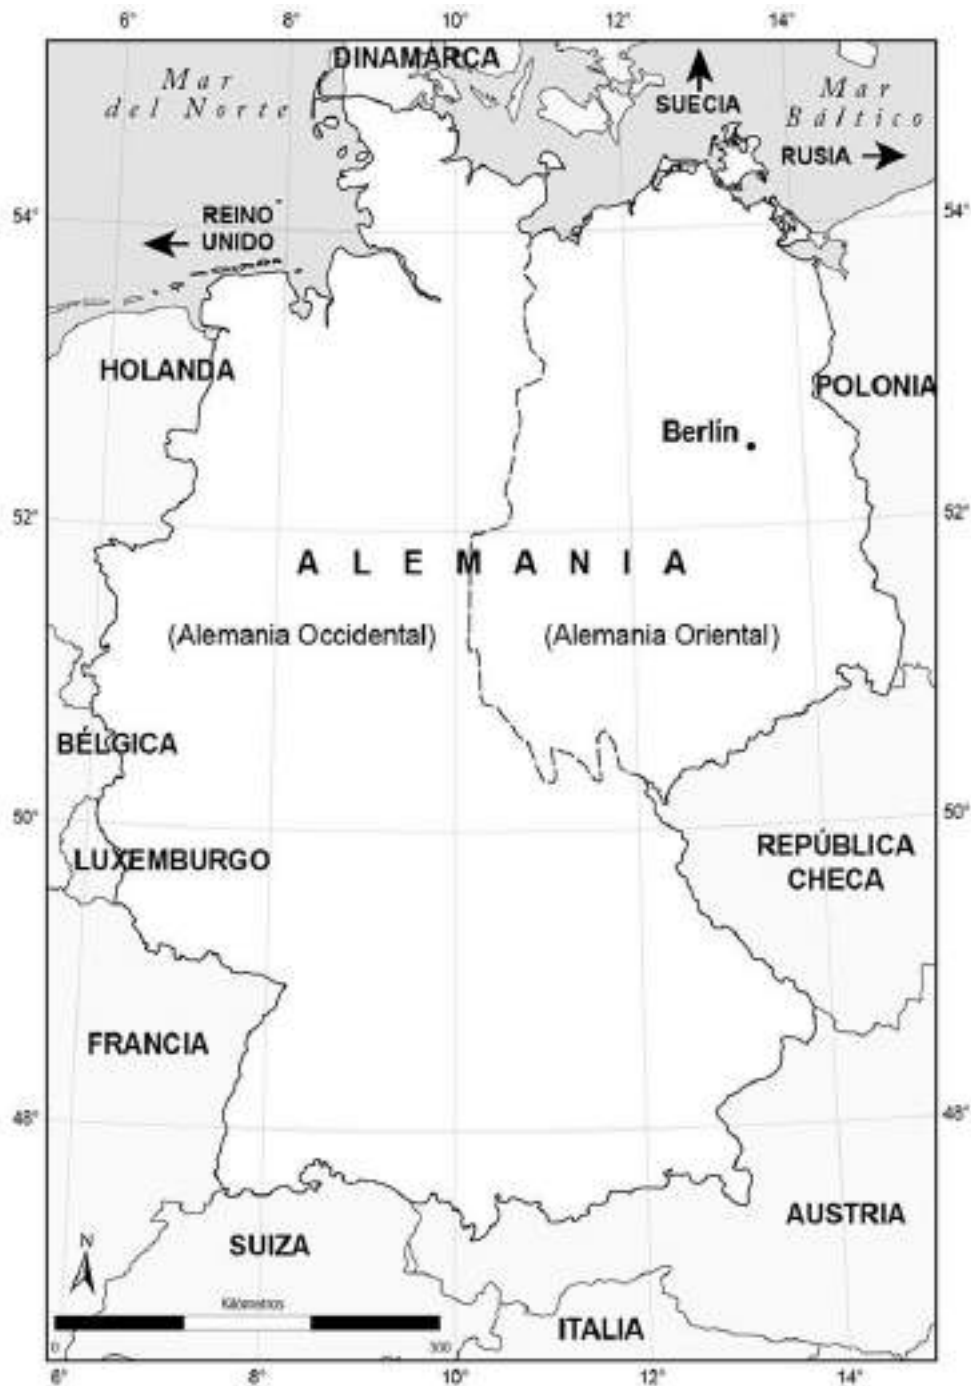 6° 8° 10° 12° 14°
DINAMARCA
Mar
del Norte
SUECIA
Mar
Báltico
RUSIA
54° 54°
REINO
UNIDO
HOLANDA
POLONIA
Berlín
52° 52°
ALEMANIA
(Alemania Occidental) (Alemania Oriental)
BÉLGICA
50° 50°
LUXEMBURGO
REPÚBLICA
CHECA
FRANCIA
48° 48°
AUSTRIA
N
SUIZA
Kilómetros
ITALIA
0 300
6° 8° 10° 12° 14°